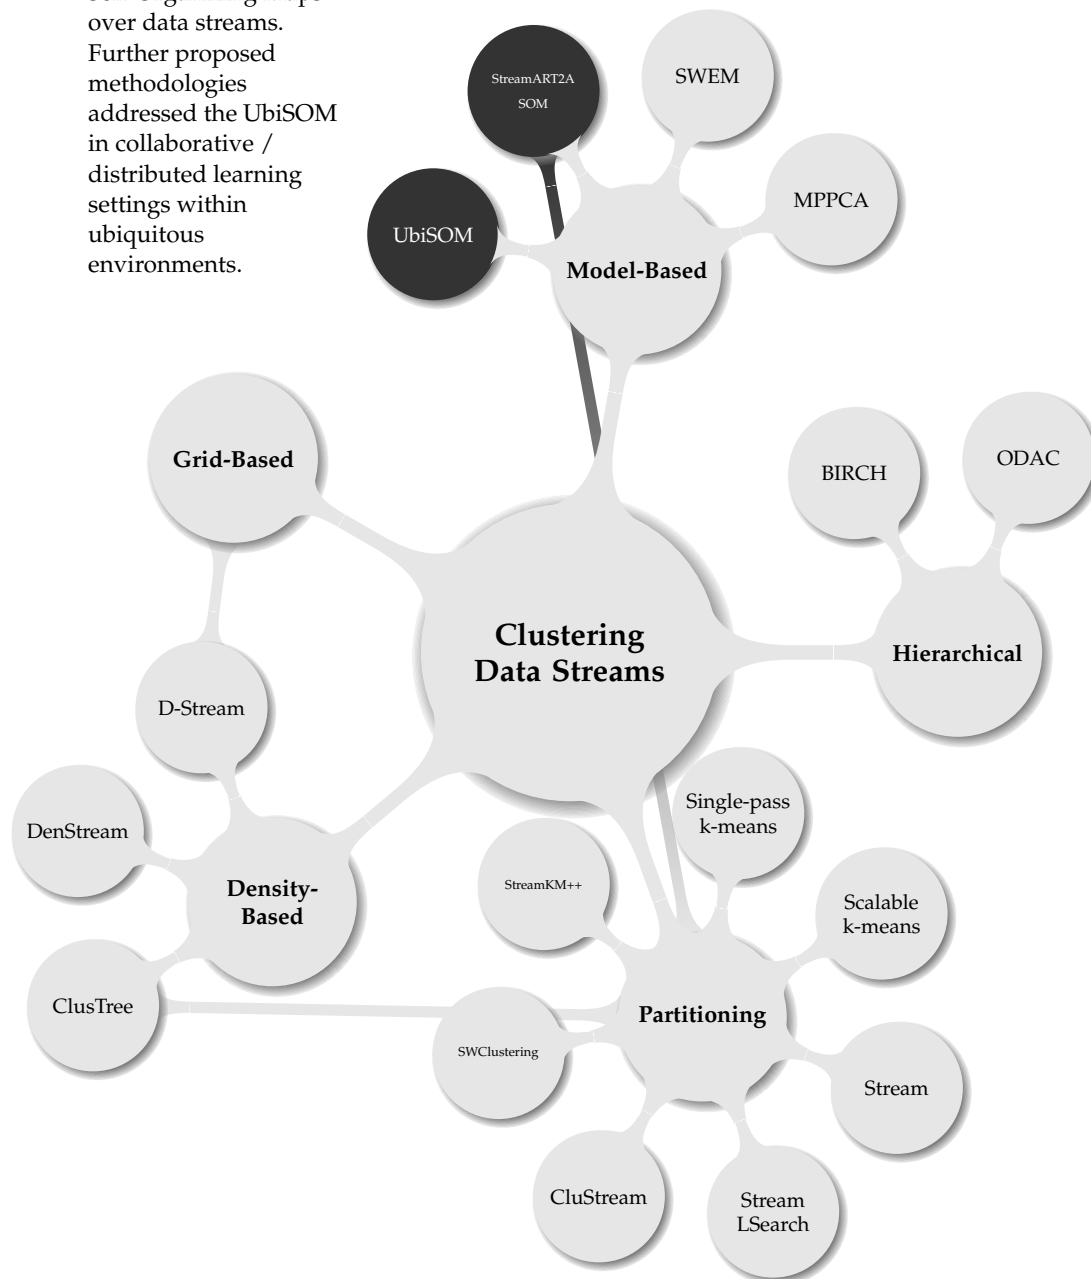 over data streams.
Further proposed
methodologies
addressed the UbiSOM
in collaborative /
distributed learning
settings within
ubiquitous
environments.
StreamART2A
SOM
SWEM
MPPCA
UbiSOM
Model-Based
Grid-Based
BIRCH
ODAC
Clustering
Data Streams
Hierarchical
D-Stream
DenStream
Single-pass
k-means
StreamKM++
Density-
Based
Scalable
k-means
ClusTree
Partitioning
SWClustering
Stream
CluStream
Stream
LSearch